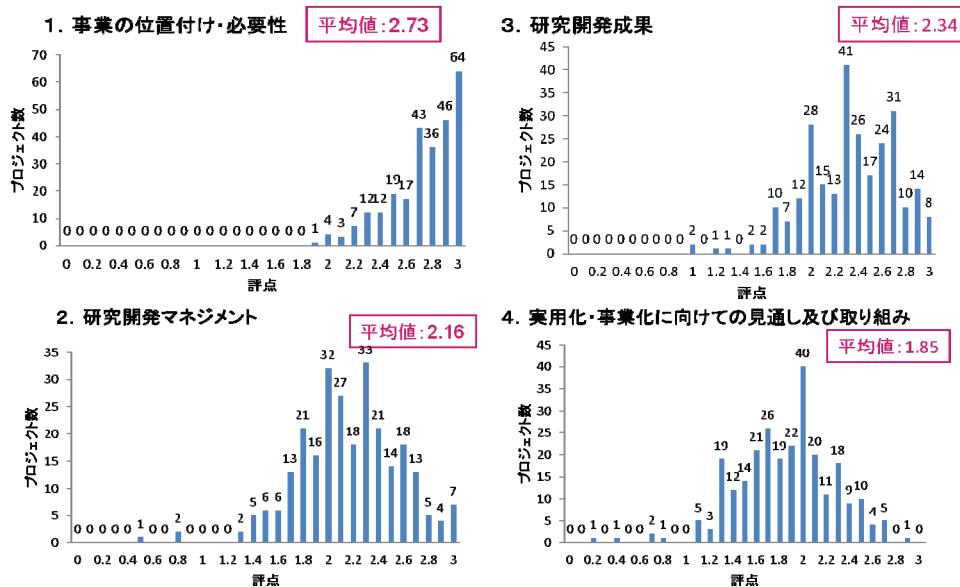 1. 事業の位置付け・必要性
平均値:2.73
プロジェクト数
70
60
50
40
30
20
10
0
0 0 0 0 0 0 0 0 0 0 0 0 0 0 0 0 0 0 0 1 4 3 7 12 12 19 17 43 36 46 64
0 0.2 0.4 0.6 0.8 1 1.2 1.4 1.6 1.8 2 2.2 2.4 2.6 2.8 3
評点
3. 研究開発成果
平均値:2.34
プロジェクト数
45
40
35
30
25
20
15
10
5
0
0 0 0 0 0 0 0 0 0 0 2 0 1 1 0 2 2 10 7 12 28 15 13 41 26 17 24 31 10 14 8
0 0.2 0.4 0.6 0.8 1 1.2 1.4 1.6 1.8 2 2.2 2.4 2.6 2.8 3
評点
2. 研究開発マネジメント
平均値:2.16
プロジェクト数
35
30
25
20
15
10
5
0
0 0 0 0 0 1 0 0 2 0 0 0 0 2 5 6 6 13 21 16 32 27 18 33 21 14 18 13 5 4 7
0 0.2 0.4 0.6 0.8 1 1.2 1.4 1.6 1.8 2 2.2 2.4 2.6 2.8 3
評点
4. 実用化・事業化に向けての見通し及び取り組み
平均値:1.85
プロジェクト数
45
40
35
30
25
20
15
10
5
0
0 0 1 0 1 0 0 2 1 0 0 5 3 19 12 14 21 26 19 22 40 20 11 18 9 10 4 5 0 1 0
0 0.2 0.4 0.6 0.8 1 1.2 1.4 1.6 1.8 2 2.2 2.4 2.6 2.8 3
評点